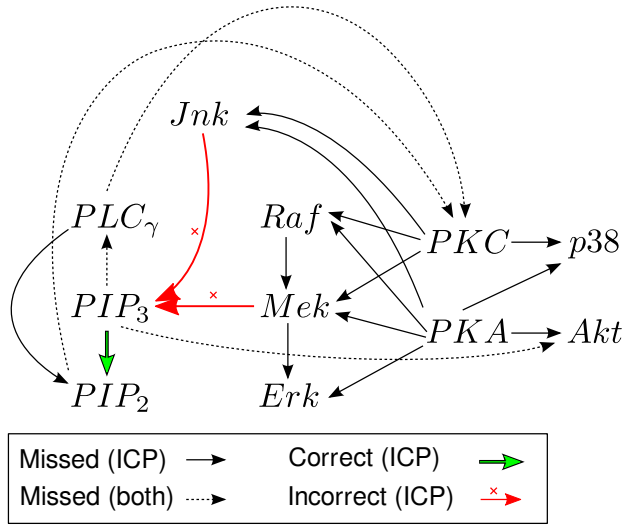 Jnk
PLCγ Raf PKC p38
PIP3 Mek PKA Akt
PIP2 Erk
Missed (ICP) Correct (ICP)
Missed (both) Incorrect (ICP)